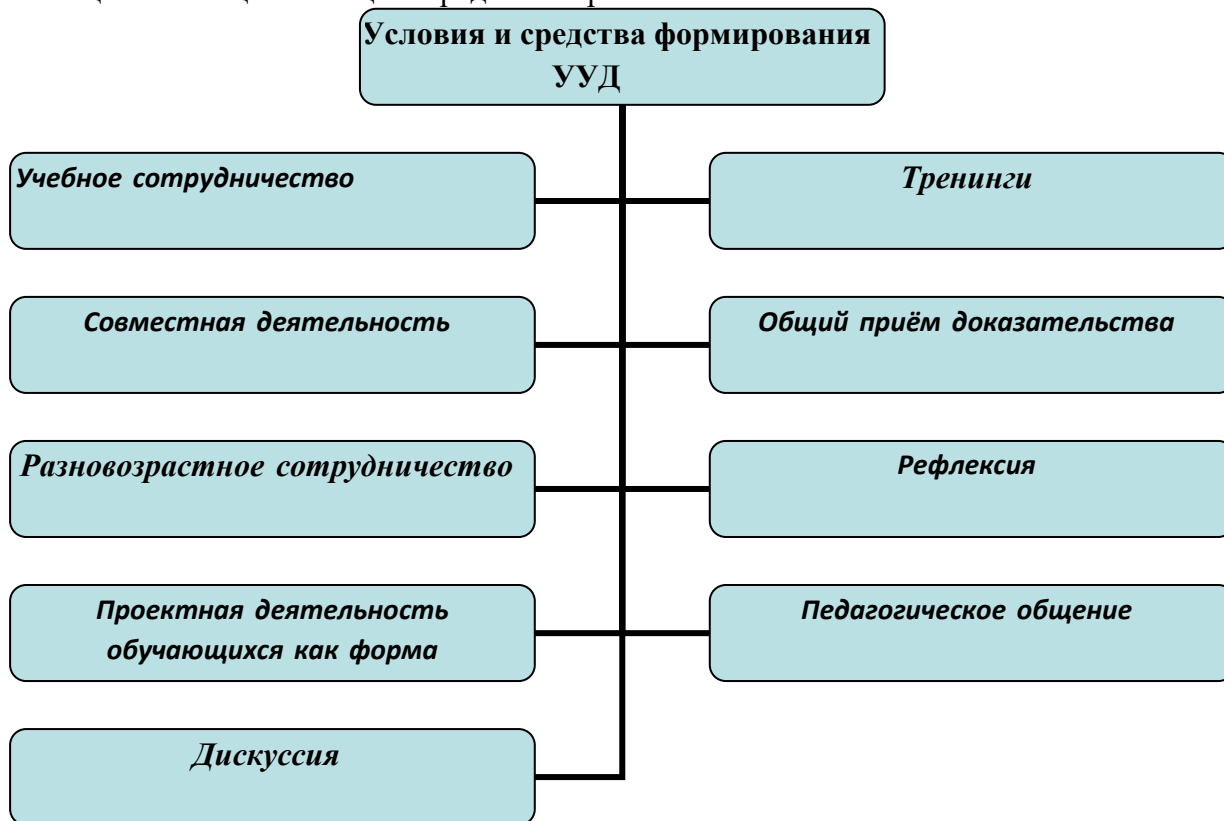 Условия и средства формирования
УУД
Учебное сотрудничество
Тренинги
Совместная деятельность
Общий приём доказательства
Разновозрастное сотрудничество
Рефлексия
Проектная деятельность
обучающихся как форма
Педагогическое общение
Дискуссия